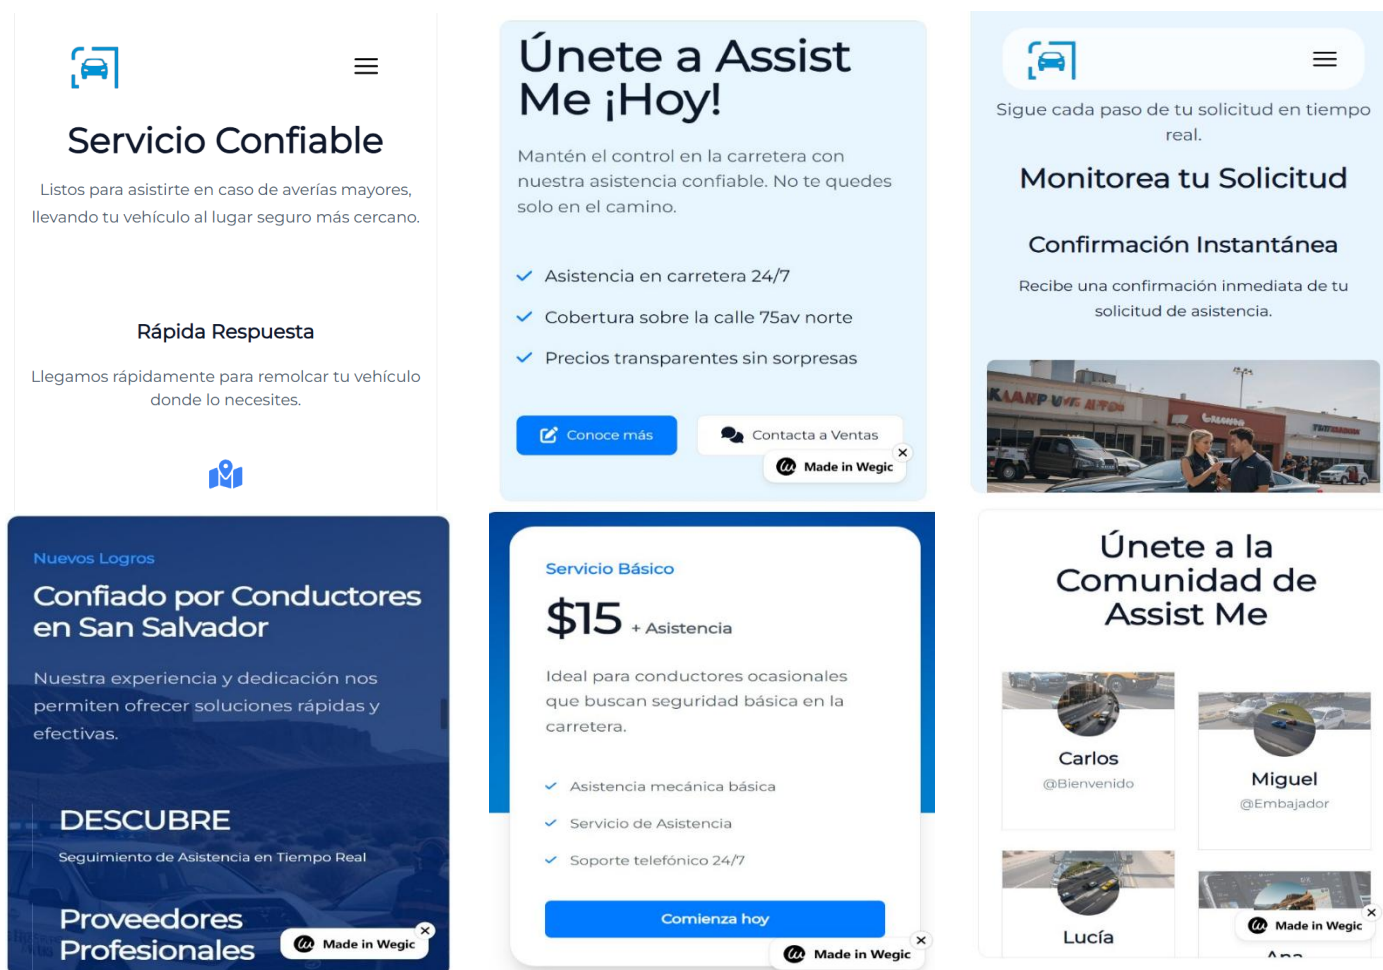 Servicio Confiable
Listos para asistirte en caso de averías mayores,
llevando tu vehículo al lugar seguro más cercano.
Rápida Respuesta
Llegamos rápidamente para remolcar tu vehículo
donde lo necesites.
Únete a Assist
Me ¡Hoy!
Mantén el control en la carretera con
nuestra asistencia confiable. No te quedes
solo en el camino.
Asistencia en carretera 24/7
Cobertura sobre la calle 75av norte
Precios transparentes sin sorpresas
Conoce más
Contacta a Ventas
Made in Wegic
Sigue cada paso de tu solicitud en tiempo
real.
Monitorea tu Solicitud
Confirmación Instantánea
Recibe una confirmación inmediata de tu
solicitud de asistencia.
Nuevos Logros
Confiado por Conductores
en San Salvador
Nuestra experiencia y dedicación nos
permiten ofrecer soluciones rápidas y
efectivas.
DESCUBRE
Seguimiento de Asistencia en Tiempo Real
Proveedores
Profesionales
Made in Wegic
Servicio Básico
$15 + Asistencia
Ideal para conductores ocasionales
que buscan seguridad básica en la
carretera.
Asistencia mecánica básica
Servicio de Asistencia
Soporte telefónico 24/7
Comienza hoy
Made in Wegic
Únete a la
Comunidad de
Assist Me
Carlos
@Bienvenido
Miguel
@Embajador
Lucía
Ana
Made in Wegic